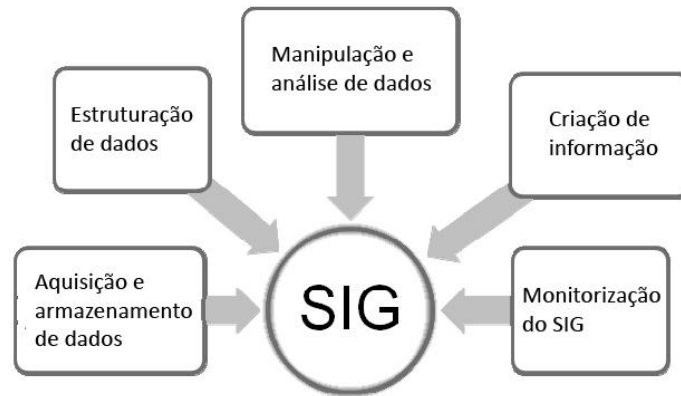 Manipulação e
análise de dados
Estruturação
de dados
Criação de
informação
Aquisição e
armazenamento
de dados
SIG
Monitorização
do SIG